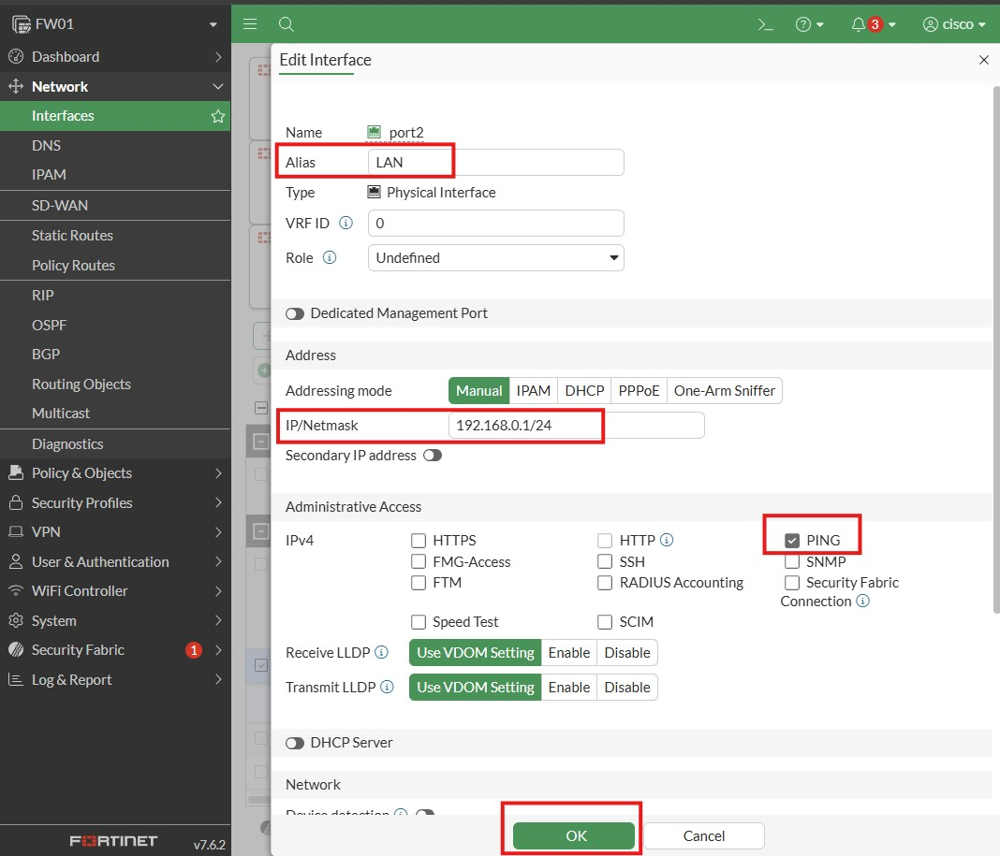 FW01
3
cisco
Dashboard
Network
Interfaces
DNS
IPAM
SD-WAN
Static Routes
Policy Routes
RIP
OSPF
BGP
Routing Objects
Multicast
Diagnostics
Policy & Objects
Security Profiles
VPN
User & Authentication
WiFi Controller
System
Security Fabric 1
Log & Report
FORTINET v7.6.2
Edit Interface
Name port2
Alias LAN
Type Physical Interface
VRF ID 0
Role Undefined
Dedicated Management Port
Address
Addressing mode Manual IPAM DHCP PPPoE One-Arm Sniffer
IP/Netmask 192.168.0.1/24
Secondary IP address
Administrative Access
IPv4 HTTPS HTTP PING
FMG-Access SSH SNMP
FTM RADIUS Accounting Security Fabric
Connection
Speed Test SCIM
Receive LLDP Use VDOM Setting Enable Disable
Transmit LLDP Use VDOM Setting Enable Disable
DHCP Server
Network
Device detection
OK Cancel